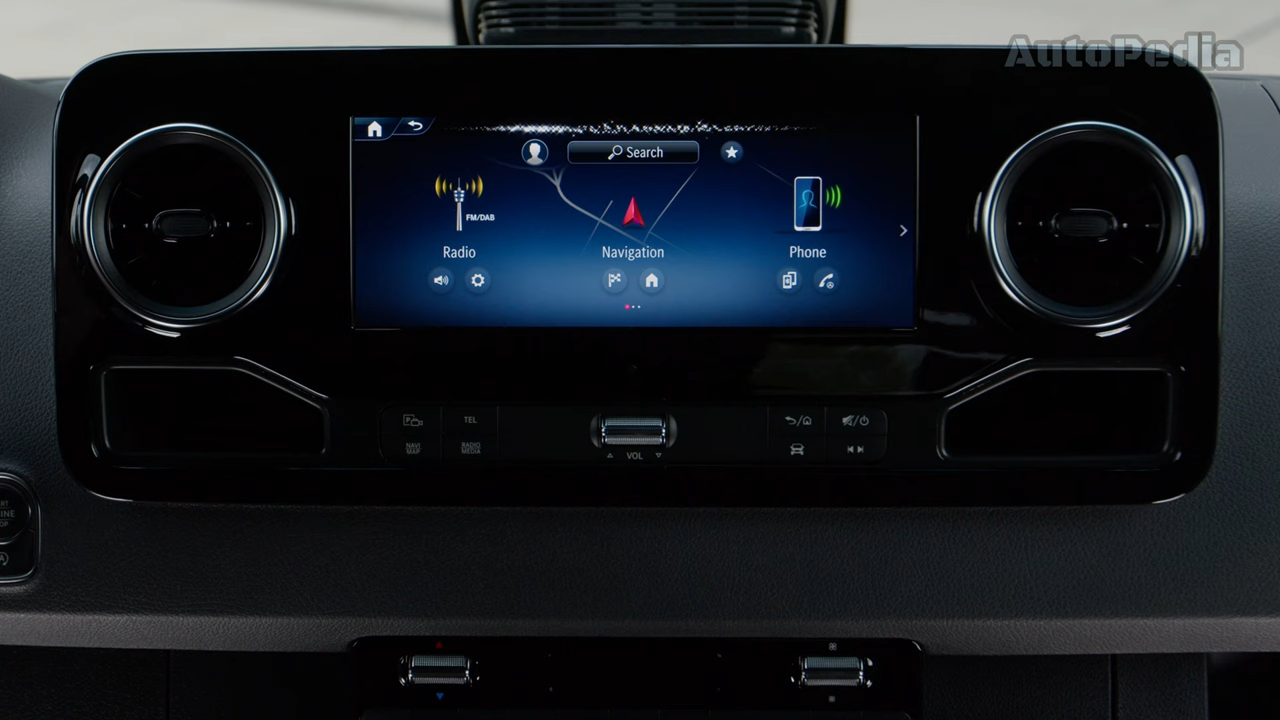 AutoPedia
Search
FM/DAB
Radio
Navigation
Phone
TEL
NAVI
MAP
RADIO
MEDIA
VOL